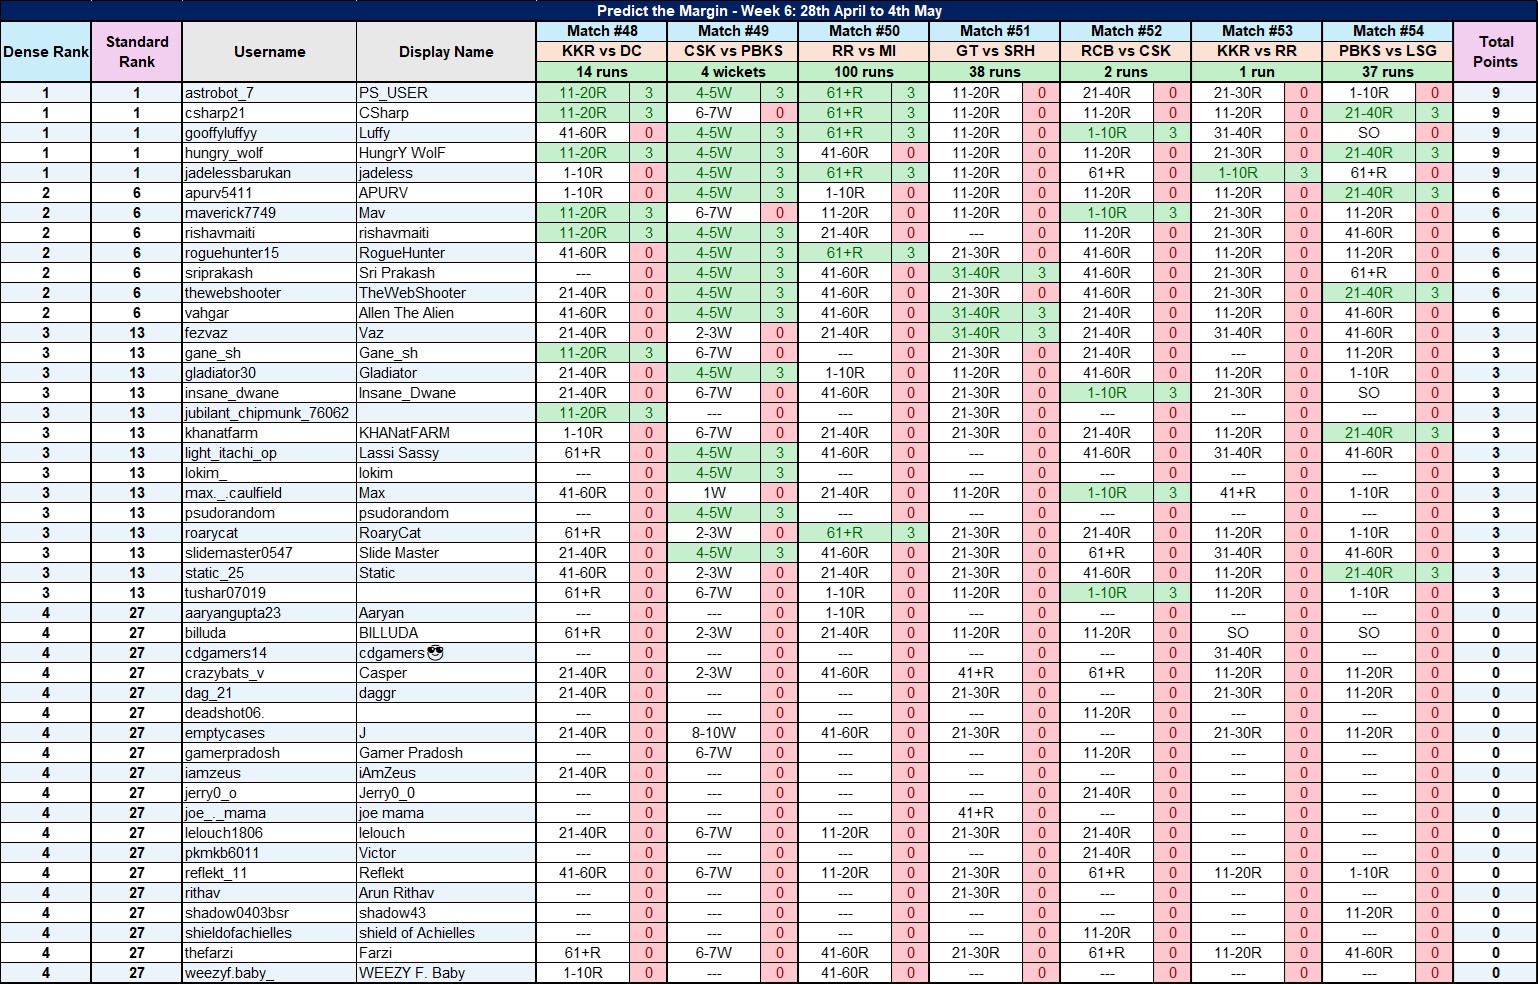 Predict the Margin - Week 6: 28th April to 4th May
Dense Rank Standard Rank Username Display Name Match #48 Match #49 Match #50 Match #51 Match #52 Match #53 Match #54 Total Points
KKR vs DC CSK vs PBKS RR vs MI GT vs SRH RCB vs CSK KKR vs RR PBKS vs LSG
14 runs 4 wickets 100 runs 38 runs 2 runs 1 run 37 runs
1 1 astrobot_7 PS_USER 11-20R 3 4-5W 3 61+R 3 11-20R 0 21-40R 0 21-30R 0 1-10R 0 9
1 1 csharp21 CSharp 11-20R 3 6-7W 0 61+R 3 11-20R 0 11-20R 0 11-20R 0 21-40R 3 9
1 1 gooffyluffyy Luffy 41-60R 0 4-5W 3 61+R 3 11-20R 0 1-10R 3 31-40R 0 SO 0 9
1 1 hungry_wolf HungrY WolF 11-20R 3 4-5W 3 41-60R 0 11-20R 0 11-20R 0 21-30R 0 21-40R 3 9
1 1 jadelessbarukan jadeless 1-10R 0 4-5W 3 61+R 3 11-20R 0 61+R 0 1-10R 3 61+R 0 9
2 6 apurv5411 APURV 1-10R 0 4-5W 3 1-10R 0 11-20R 0 11-20R 0 11-20R 0 21-40R 3 6
2 6 maverick7749 Mav 11-20R 3 6-7W 0 11-20R 0 11-20R 0 1-10R 3 21-30R 0 11-20R 0 6
2 6 rishavmaiti rishavmaiti 11-20R 3 4-5W 3 21-40R 0 --- 0 11-20R 0 21-30R 0 41-60R 0 6
2 6 roguehunter15 RogueHunter 41-60R 0 4-5W 3 61+R 3 21-30R 0 41-60R 0 11-20R 0 11-20R 0 6
2 6 sriprakash Sri Prakash --- 0 4-5W 3 41-60R 0 31-40R 3 41-60R 0 21-30R 0 61+R 0 6
2 6 thewebshooter TheWebShooter 21-40R 0 4-5W 3 41-60R 0 21-30R 0 41-60R 0 21-30R 0 21-40R 3 6
2 6 vahgar Allen The Alien 41-60R 0 4-5W 3 41-60R 0 31-40R 3 21-40R 0 11-20R 0 41-60R 0 6
3 13 fezvaz Vaz 21-40R 0 2-3W 0 21-40R 0 31-40R 3 21-40R 0 31-40R 0 41-60R 0 3
3 13 gane_sh Gane_sh 11-20R 3 6-7W 0 --- 0 21-30R 0 21-40R 0 --- 0 11-20R 0 3
3 13 gladiator30 Gladiator 21-40R 0 4-5W 3 1-10R 0 11-20R 0 41-60R 0 11-20R 0 1-10R 0 3
3 13 insane_dwane Insane_Dwane 21-40R 0 6-7W 0 41-60R 0 21-30R 0 1-10R 3 21-30R 0 SO 0 3
3 13 jubilant_chipmunk_76062 11-20R 3 --- 0 --- 0 21-30R 0 --- 0 --- 0 --- 0 3
3 13 khanatfarm KHANatFARM 1-10R 0 6-7W 0 21-40R 0 21-30R 0 21-40R 0 11-20R 0 21-40R 3 3
3 13 light_itachi_op Lassi Sassy 61+R 0 4-5W 3 41-60R 0 --- 0 41-60R 0 31-40R 0 41-60R 0 3
3 13 lokim_ lokim --- 0 4-5W 3 --- 0 --- 0 --- 0 --- 0 --- 0 3
3 13 max._.caulfield Max 41-60R 0 1W 0 21-40R 0 11-20R 0 1-10R 3 41+R 0 1-10R 0 3
3 13 psudorandom psudorandom --- 0 4-5W 3 --- 0 --- 0 --- 0 --- 0 --- 0 3
3 13 roarycat RoaryCat 61+R 0 2-3W 0 61+R 3 21-30R 0 21-40R 0 11-20R 0 1-10R 0 3
3 13 slidemaster0547 Slide Master 21-40R 0 4-5W 3 41-60R 0 21-30R 0 61+R 0 31-40R 0 41-60R 0 3
3 13 static_25 Static 41-60R 0 2-3W 0 21-40R 0 21-30R 0 41-60R 0 11-20R 0 21-40R 3 3
3 13 tushar07019 61+R 0 6-7W 0 1-10R 0 11-20R 0 1-10R 3 11-20R 0 1-10R 0 3
4 27 aaryangupta23 Aaryan --- 0 --- 0 1-10R 0 --- 0 --- 0 --- 0 --- 0 0
4 27 billuda BILLUDA 61+R 0 2-3W 0 21-40R 0 11-20R 0 11-20R 0 SO 0 SO 0 0
4 27 cdgamers14 cdgamers😎 --- 0 --- 0 --- 0 --- 0 --- 0 31-40R 0 --- 0 0
4 27 crazybats_v Casper 21-40R 0 2-3W 0 41-60R 0 41+R 0 61+R 0 11-20R 0 11-20R 0 0
4 27 dag_21 daggr 21-40R 0 --- 0 --- 0 21-30R 0 --- 0 21-30R 0 11-20R 0 0
4 27 deadshot06. --- 0 --- 0 --- 0 --- 0 11-20R 0 --- 0 --- 0 0
4 27 emptycases J 21-40R 0 8-10W 0 41-60R 0 21-30R 0 --- 0 21-30R 0 11-20R 0 0
4 27 gamerpradosh Gamer Pradosh --- 0 6-7W 0 --- 0 --- 0 11-20R 0 --- 0 --- 0 0
4 27 iamzeus iAmZeus 21-40R 0 --- 0 --- 0 --- 0 --- 0 --- 0 --- 0 0
4 27 jerry0_o Jerry0_0 --- 0 --- 0 --- 0 --- 0 21-40R 0 --- 0 --- 0 0
4 27 joe_._mama joe mama --- 0 --- 0 --- 0 41+R 0 --- 0 --- 0 --- 0 0
4 27 lelouch1806 lelouch 21-40R 0 6-7W 0 11-20R 0 21-30R 0 21-40R 0 --- 0 --- 0 0
4 27 pkmkb6011 Victor --- 0 --- 0 --- 0 --- 0 21-40R 0 --- 0 --- 0 0
4 27 reflekt_11 Reflekt 41-60R 0 6-7W 0 11-20R 0 21-30R 0 61+R 0 11-20R 0 1-10R 0 0
4 27 rithav Arun Rithav --- 0 --- 0 --- 0 21-30R 0 --- 0 --- 0 --- 0 0
4 27 shadow0403bsr shadow43 --- 0 --- 0 --- 0 --- 0 --- 0 --- 0 11-20R 0 0
4 27 shieldofachielles shield of Achielles --- 0 --- 0 --- 0 --- 0 11-20R 0 --- 0 --- 0 0
4 27 thefarzi Farzi 61+R 0 6-7W 0 41-60R 0 21-30R 0 61+R 0 11-20R 0 41-60R 0 0
4 27 weezyf.baby_ WEEZY F. Baby 1-10R 0 --- 0 41-60R 0 --- 0 --- 0 --- 0 --- 0 0